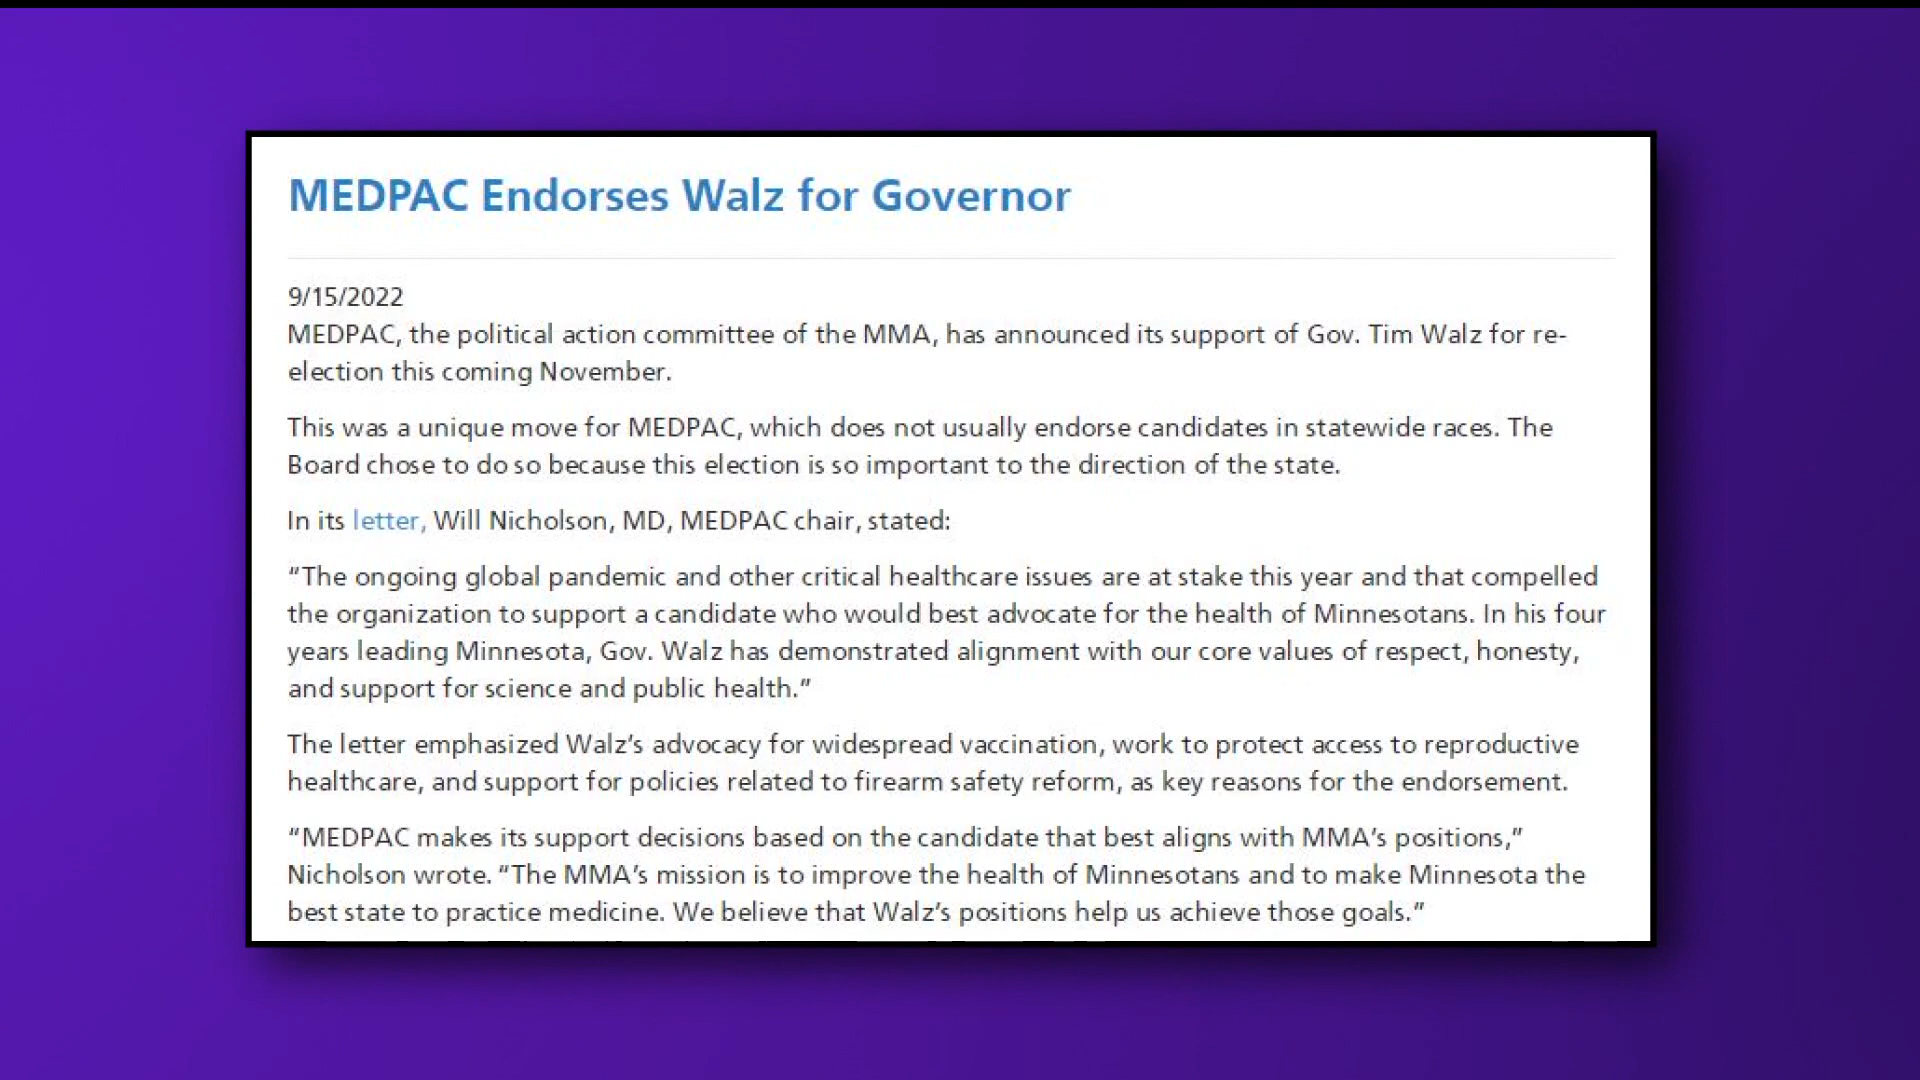 MEDPAC Endorses Walz for Governor
9/15/2022
MEDPAC, the political action committee of the MMA, has announced its support of Gov. Tim Walz for re-
election this coming November.
This was a unique move for MEDPAC, which does not usually endorse candidates in statewide races. The
Board chose to do so because this election is so important to the direction of the state.
In its letter, Will Nicholson, MD, MEDPAC chair, stated:
“The ongoing global pandemic and other critical healthcare issues are at stake this year and that compelled
the organization to support a candidate who would best advocate for the health of Minnesotans. In his four
years leading Minnesota, Gov. Walz has demonstrated alignment with our core values of respect, honesty,
and support for science and public health.”
The letter emphasized Walz’s advocacy for widespread vaccination, work to protect access to reproductive
healthcare, and support for policies related to firearm safety reform, as key reasons for the endorsement.
“MEDPAC makes its support decisions based on the candidate that best aligns with MMA’s positions,”
Nicholson wrote. “The MMA’s mission is to improve the health of Minnesotans and to make Minnesota the
best state to practice medicine. We believe that Walz’s positions help us achieve those goals.”